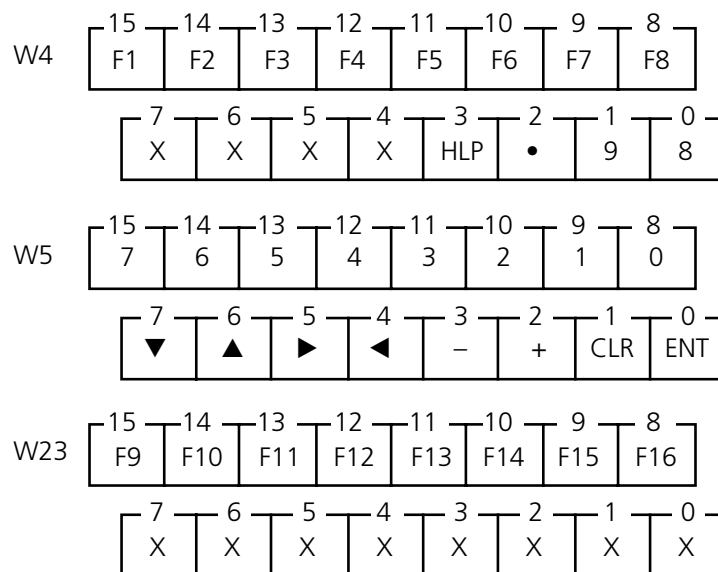 15 14 13 12 11 10 9 8
W4 F1 F2 F3 F4 F5 F6 F7 F8
7 6 5 4 3 2 1 0
X X X X HLP • 9 8
15 14 13 12 11 10 9 8
W5 7 6 5 4 3 2 1 0
7 6 5 4 3 2 1 0
▼ ▲ ► ◄ – + CLR ENT
15 14 13 12 11 10 9 8
W23 F9 F10 F11 F12 F13 F14 F15 F16
7 6 5 4 3 2 1 0
X X X X X X X X